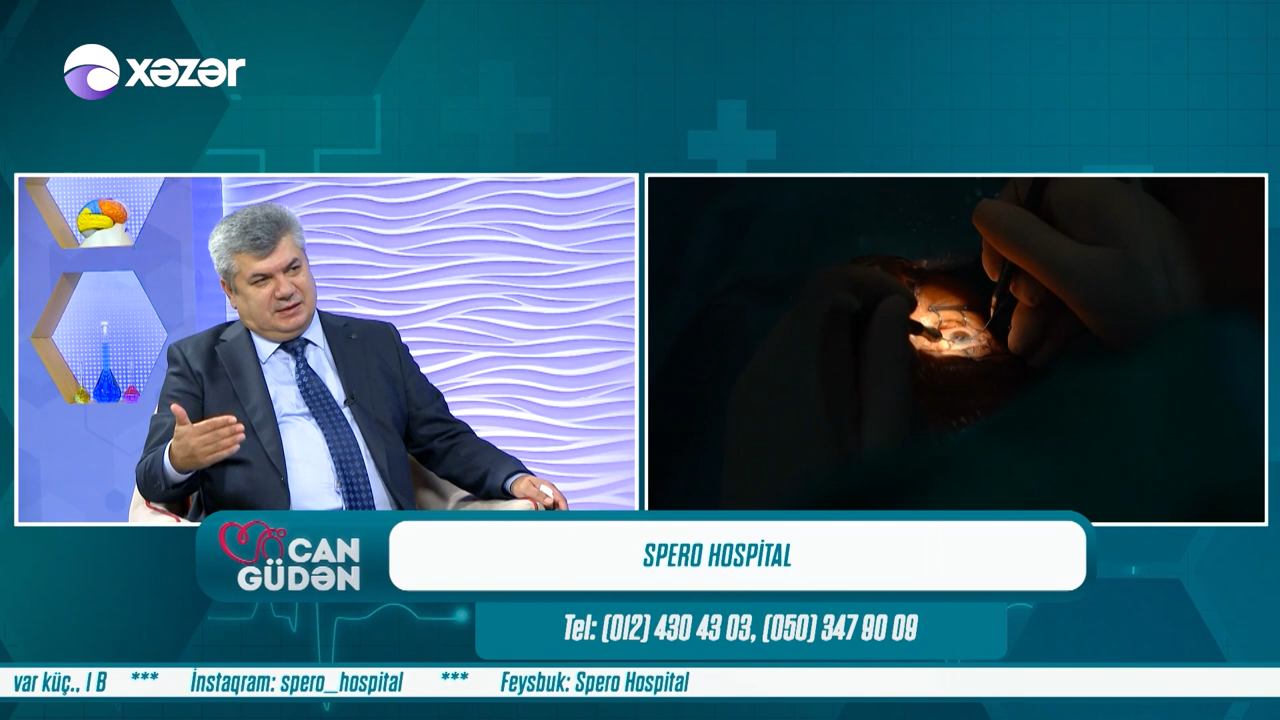 xəzər
CAN
GÜDƏN
SPERO HOSPİTAL
Tel: (012) 430 43 03, (050) 347 90 09
var küç., 1 B *** İnstaqram: spero_hospital *** Feysbuk: Spero Hospital